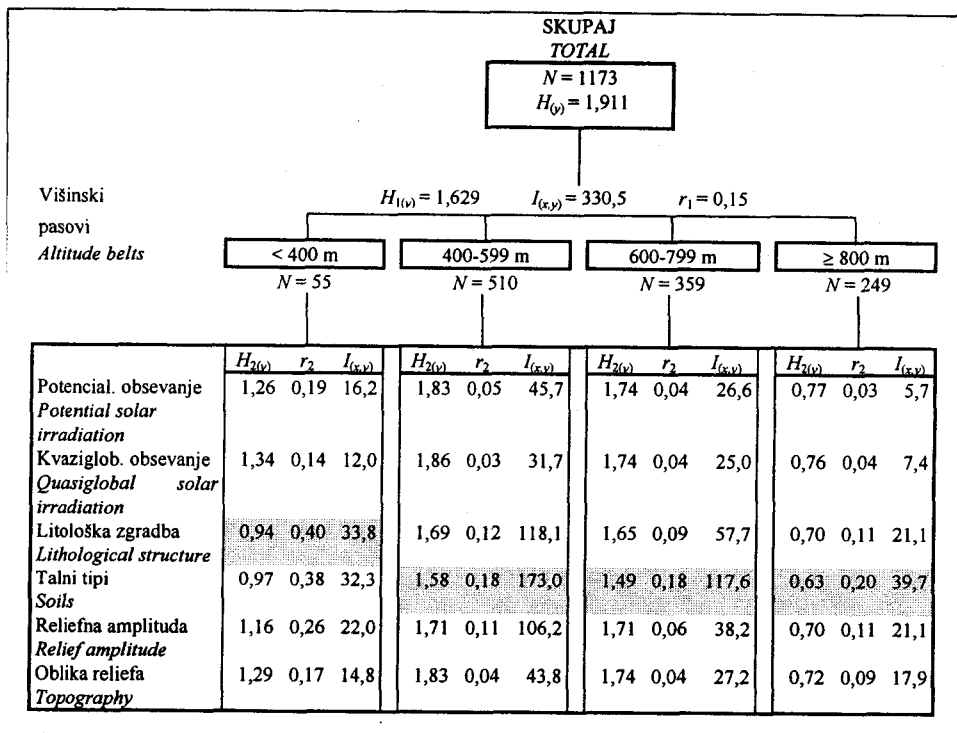 SKUPAJ
TOTAL
N = 1173
H(y) = 1,911
Višinski
pasovi
Altitude belts
H1(y) = 1,629 I(x,y) = 330,5 r1 = 0,15
< 400 m 400-599 m 600-799 m ≥ 800 m
N = 55 N = 510 N = 359 N = 249
H2(y) r2 I(x,y) H2(y) r2 I(x,y) H2(y) r2 I(x,y) H2(y) r2 I(x,y)
Potencial. obsevanje 1,26 0,19 16,2 1,83 0,05 45,7 1,74 0,04 26,6 0,77 0,03 5,7
Potential solar
irradiation
Kvaziglob. obsevanje 1,34 0,14 12,0 1,86 0,03 31,7 1,74 0,04 25,0 0,76 0,04 7,4
Quasiglobal solar
irradiation
Litološka zgradba 0,94 0,40 33,8 1,69 0,12 118,1 1,65 0,09 57,7 0,70 0,11 21,1
Lithological structure
Talni tipi 0,97 0,38 32,3 1,58 0,18 173,0 1,49 0,18 117,6 0,63 0,20 39,7
Soils
Reliefna amplituda 1,16 0,26 22,0 1,71 0,11 106,2 1,71 0,06 38,2 0,70 0,11 21,1
Relief amplitude
Oblika reliefa 1,29 0,17 14,8 1,83 0,04 43,8 1,74 0,04 27,2 0,72 0,09 17,9
Topography